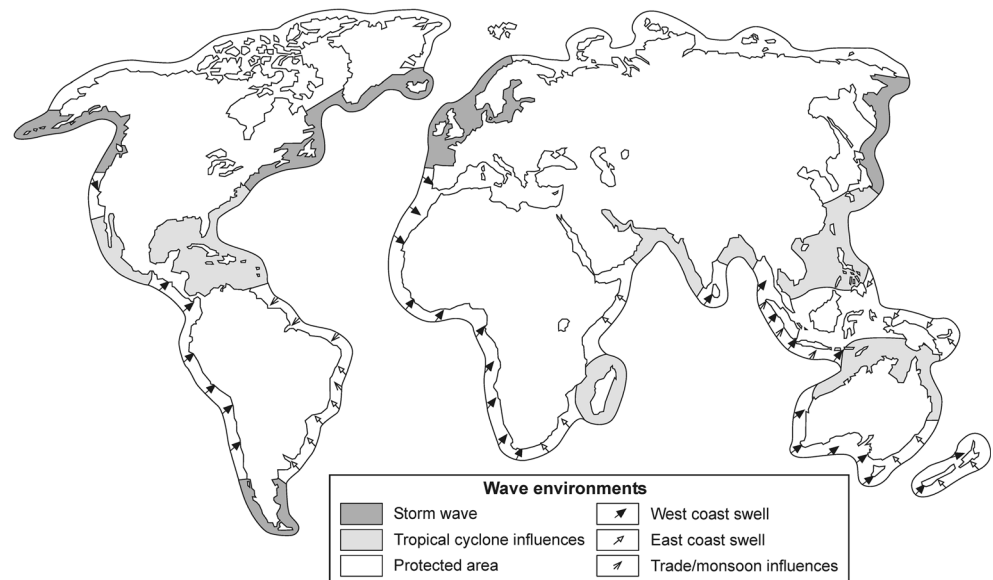 Wave environments
Storm wave
West coast swell
Tropical cyclone influences
East coast swell
Protected area
Trade/monsoon influences